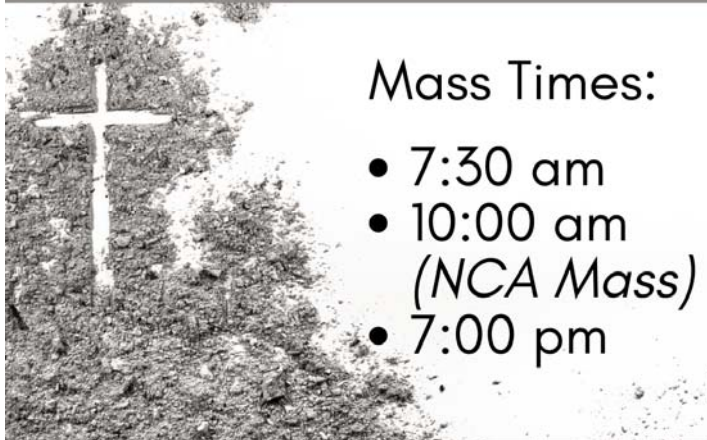 Mass Times:
• 7:30 am
• 10:00 am
(NCA Mass)
• 7:00 pm